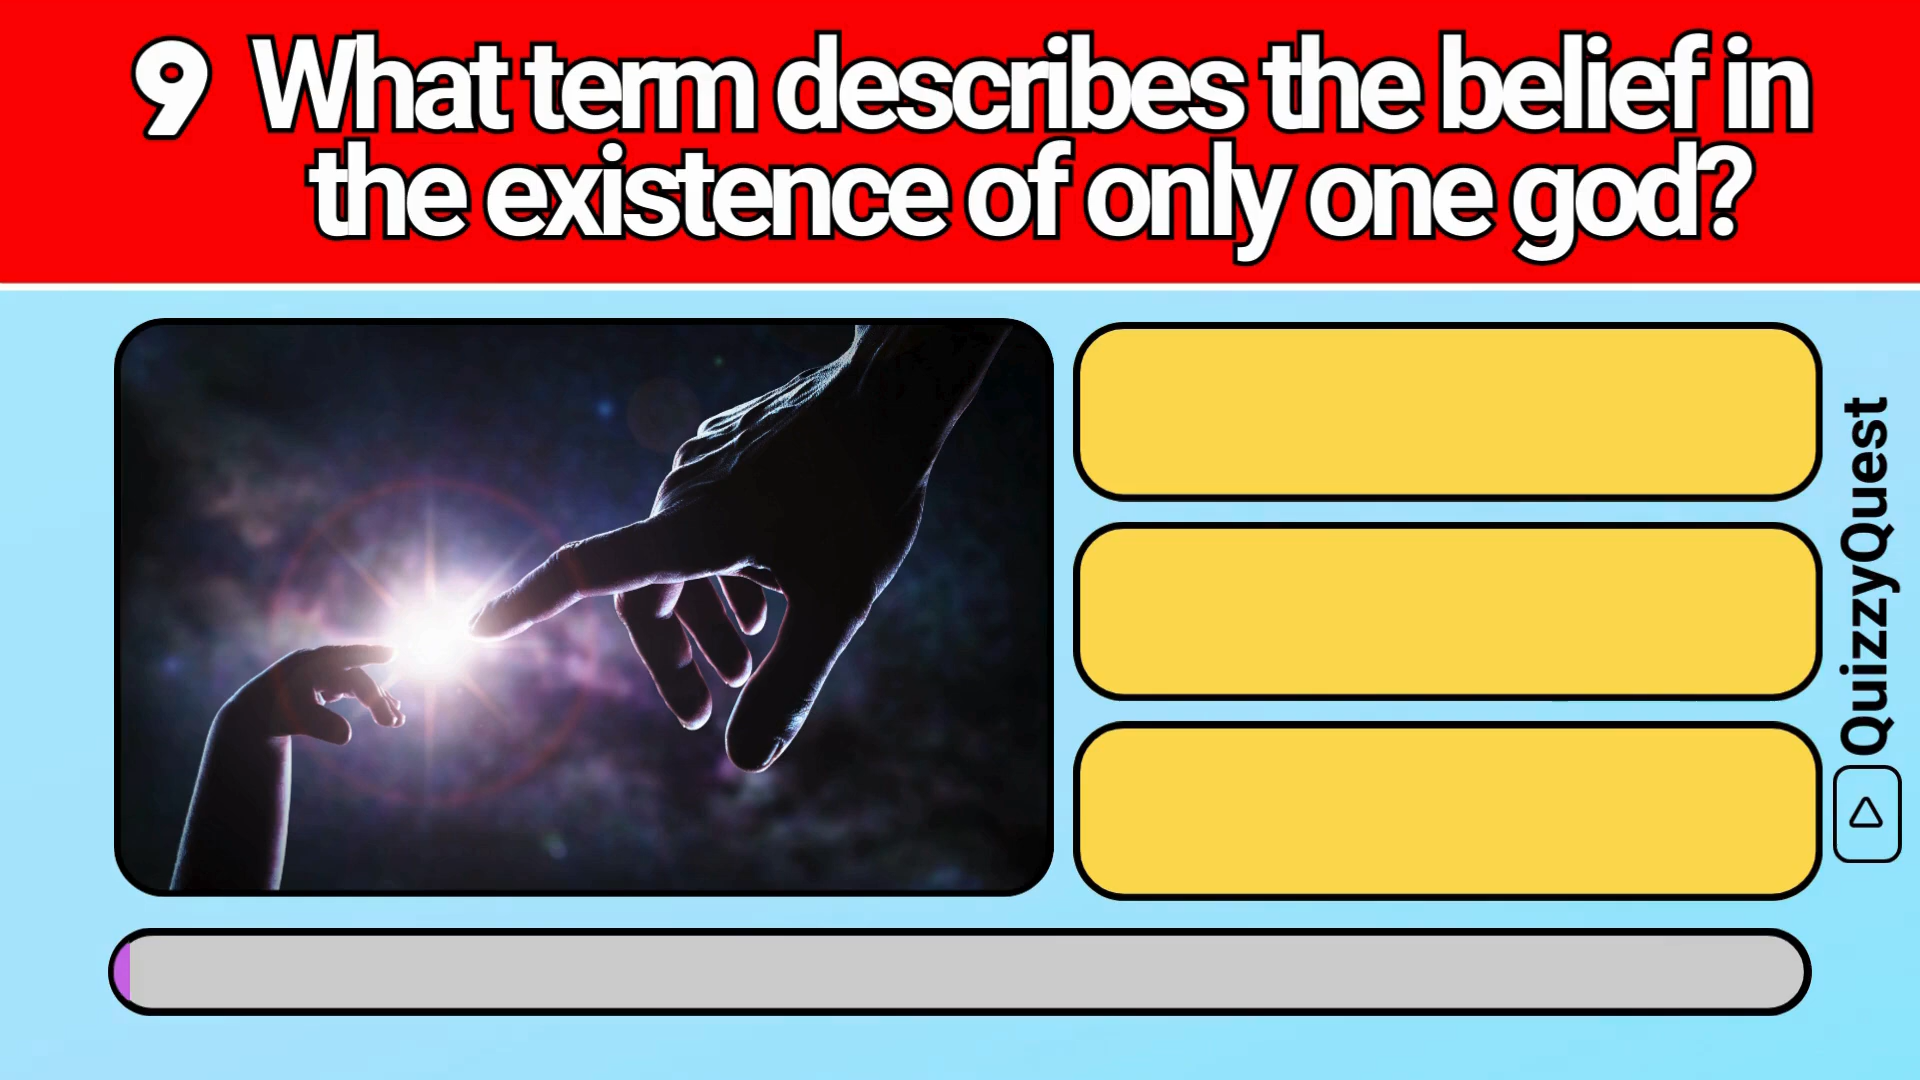 9 What term describes the belief in
the existence of only one god?
QuizzyQuest